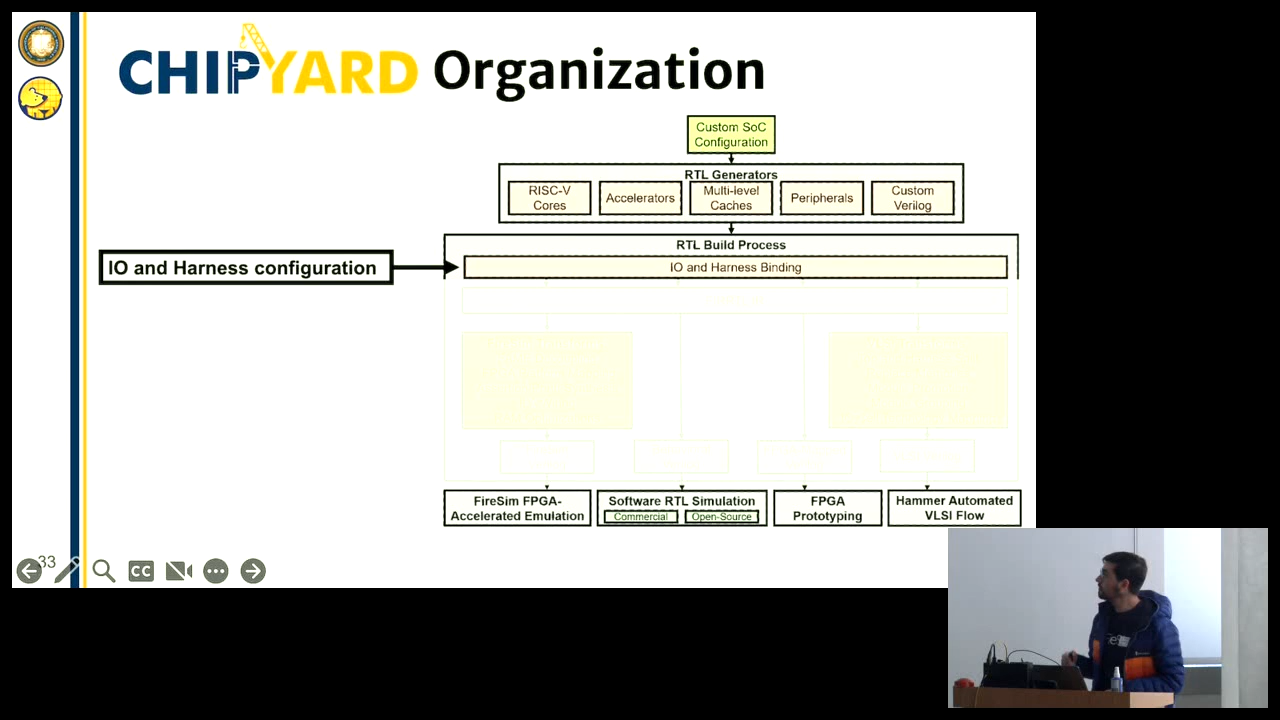 CHIPYARD Organization
Custom SoC
Configuration
RTL Generators
RISC-V
Cores
Accelerators
Multi-level
Caches
Peripherals
Custom
Verilog
RTL Build Process
IO and Harness configuration
IO and Harness Binding
FireSim FPGA-
Accelerated Emulation
Software RTL Simulation
Commercial
Open-Source
FPGA
Prototyping
Hammer Automated
VLSI Flow
33
CC